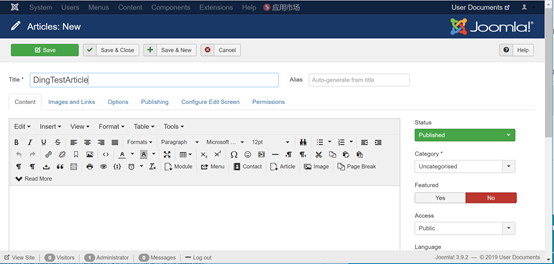 System Users Menus Content Components Extensions Help 应用市场 User Documents
Articles: New Joomla!
Save Save & Close Save & New Cancel Help
Title * DingTestArticle Alias Auto-generate from title
Content Images and Links Options Publishing Configure Edit Screen Permissions
Edit Insert View Format Table Tools
Formats Paragraph Microsoft ... 12pt
Module Menu Contact Article Image Page Break
Read More
Status
Published
Category *
Uncategorised
Featured
Yes No
Access
Public
Language
View Site 0 Visitors 1 Administrator 0 Messages Log out Joomla! 3.9.2 — © 2019 User Documents